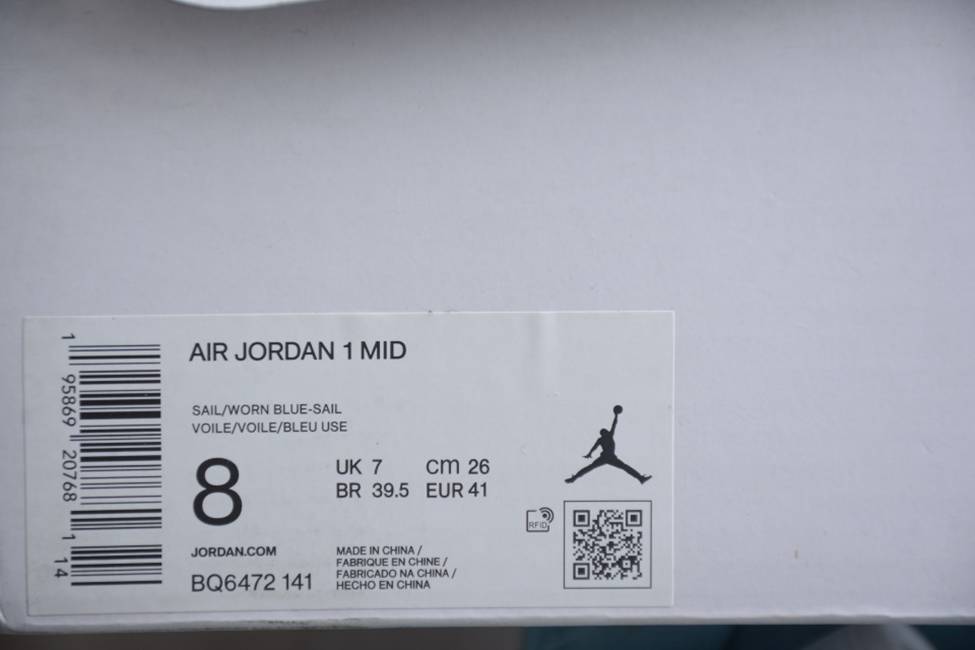 AIR JORDAN 1 MID
SAIL/WORN BLUE-SAIL
VOILE/VOILE/BLEU USE
8
UK 7 cm 26
BR 39.5 EUR 41
JORDAN.COM
BQ6472 141
MADE IN CHINA /
FABRIQUE EN CHINE /
FABRICADO NA CHINA /
HECHO EN CHINA
RFID
1 95869 20768 1 14